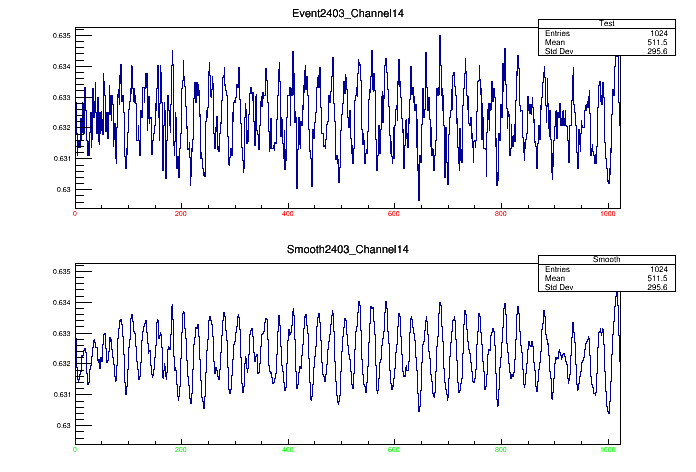 Event2403_Channel14
Test
Entries 1024
Mean 511.5
Std Dev 295.6
0.635
0.634
0.633
0.632
0.631
0.63
0 200 400 600 800 1000
Smooth2403_Channel14
Smooth
Entries 1024
Mean 511.5
Std Dev 295.6
0.635
0.634
0.633
0.632
0.631
0.63
0 200 400 600 800 1000